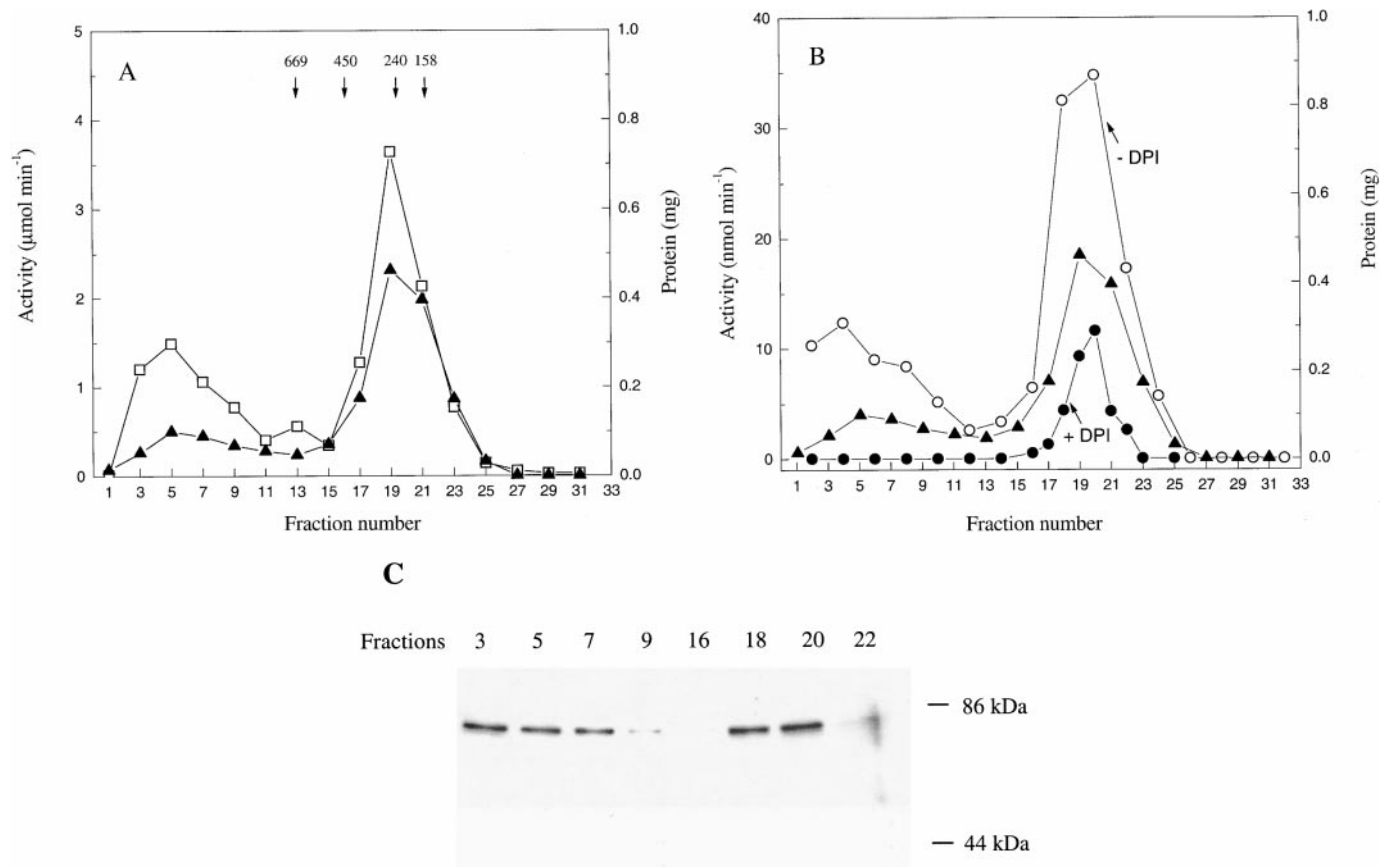 A
669 450 240 158
5
4
3
2
1
0
1.0
0.8
0.6
0.4
0.2
0.0
Activity (µmol min⁻¹)
Protein (mg)
1 3 5 7 9 11 13 15 17 19 21 23 25 27 29 31 33
Fraction number
B
40
30
20
10
0
1.0
0.8
0.6
0.4
0.2
0.0
Activity (nmol min⁻¹)
Protein (mg)
- DPI
+ DPI
1 3 5 7 9 11 13 15 17 19 21 23 25 27 29 31 33
Fraction number
C
Fractions 3 5 7 9 16 18 20 22
86 kDa
44 kDa